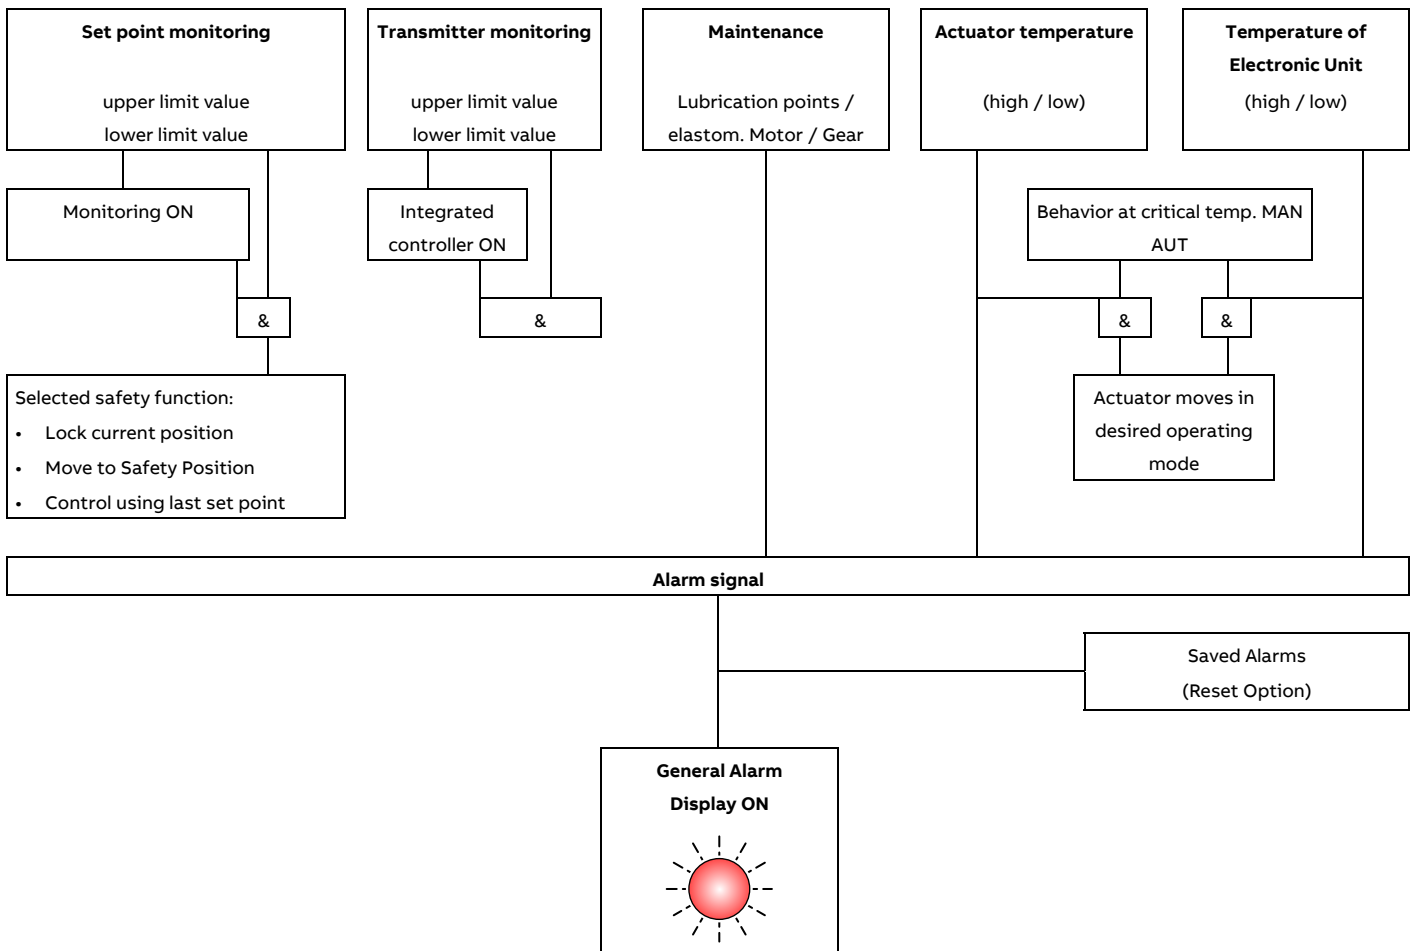 Set point monitoring
upper limit value
lower limit value
Transmitter monitoring
upper limit value
lower limit value
Maintenance
Lubrication points /
elastom. Motor / Gear
Actuator temperature
(high / low)
Temperature of
Electronic Unit
(high / low)
Monitoring ON
Integrated
controller ON
Behavior at critical temp. MAN
AUT
&
&
&
&
Selected safety function:
• Lock current position
• Move to Safety Position
• Control using last set point
Actuator moves in
desired operating
mode
Alarm signal
Saved Alarms
(Reset Option)
General Alarm
Display ON